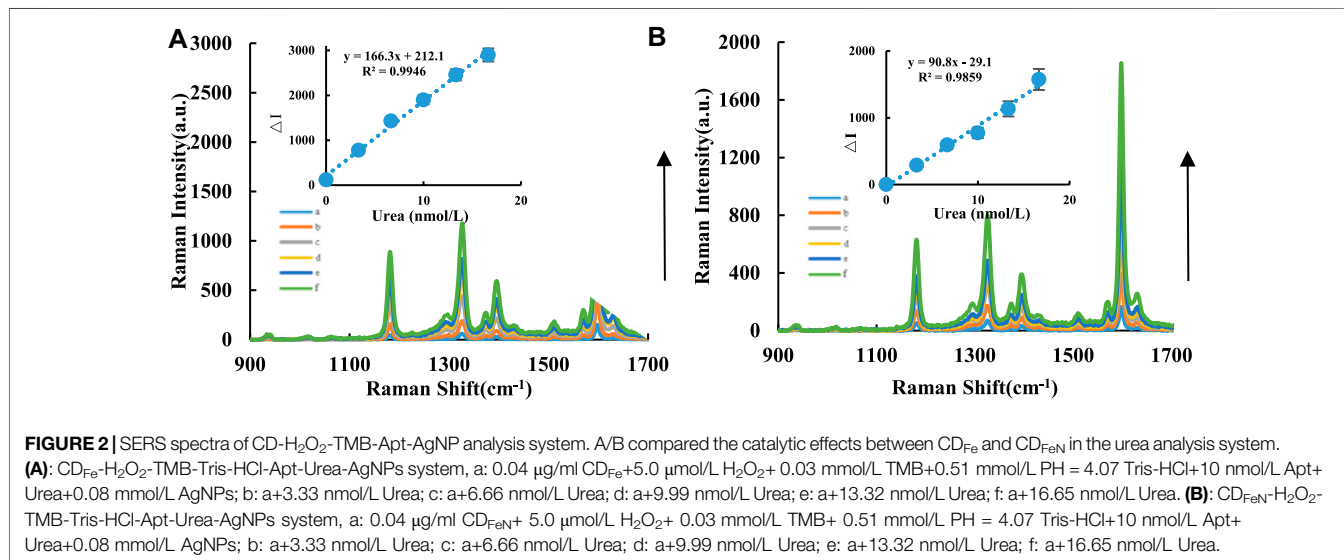 A
3000
2500
2000
1500
1000
500
0
Raman Intensity(a.u.)
900
1100
1300
1500
1700
Raman Shift(cm⁻¹)
y = 166.3x + 212.1
R² = 0.9946
3000
2000
1000
0
△ I
0
10
20
Urea (nmol/L)
a
b
c
d
e
f
B
2000
1600
1200
800
400
0
Raman Intensity(a.u.)
900
1100
1300
1500
1700
Raman Shift(cm⁻¹)
y = 90.8x - 29.1
R² = 0.9859
2000
1000
0
△ I
0
10
20
Urea (nmol/L)
a
b
c
d
e
f
FIGURE 2 | SERS spectra of CD-H₂O₂-TMB-Apt-AgNP analysis system. A/B compared the catalytic effects between CD_Fe and CD_FeN in the urea analysis system.
(A): CD_Fe-H₂O₂-TMB-Tris-HCl-Apt-Urea-AgNPs system, a: 0.04 μg/ml CD_Fe+5.0 μmol/L H₂O₂+ 0.03 mmol/L TMB+0.51 mmol/L PH = 4.07 Tris-HCl+10 nmol/L Apt+
Urea+0.08 mmol/L AgNPs; b: a+3.33 nmol/L Urea; c: a+6.66 nmol/L Urea; d: a+9.99 nmol/L Urea; e: a+13.32 nmol/L Urea; f: a+16.65 nmol/L Urea. (B): CD_FeN-H₂O₂-
TMB-Tris-HCl-Apt-Urea-AgNPs system, a: 0.04 μg/ml CD_FeN+ 5.0 μmol/L H₂O₂+ 0.03 mmol/L TMB+ 0.51 mmol/L PH = 4.07 Tris-HCl+10 nmol/L Apt+
Urea+0.08 mmol/L AgNPs; b: a+3.33 nmol/L Urea; c: a+6.66 nmol/L Urea; d: a+9.99 nmol/L Urea; e: a+13.32 nmol/L Urea; f: a+16.65 nmol/L Urea.